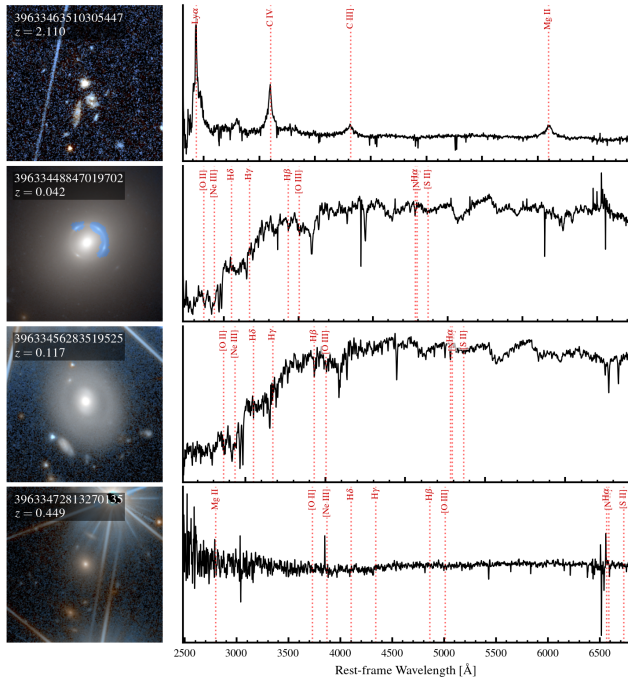 39633463510305447
z = 2.110
Lyα
C IV
C III]
Mg II
39633448847019702
z = 0.042
[O II]
[Ne III]
Hδ
Hγ
Hβ
[O III]
[N
Hα
[S II]
39633456283519525
z = 0.117
[O II]
[Ne III]
Hδ
Hγ
Hβ
[O III]
[N
Hα
[S II]
39633472813270135
z = 0.449
Mg II
[O II]
[Ne III]
Hδ
Hγ
Hβ
[O III]
[N
Hα
[S II]
2500 3000 3500 4000 4500 5000 5500 6000 6500
Rest-frame Wavelength [Å]